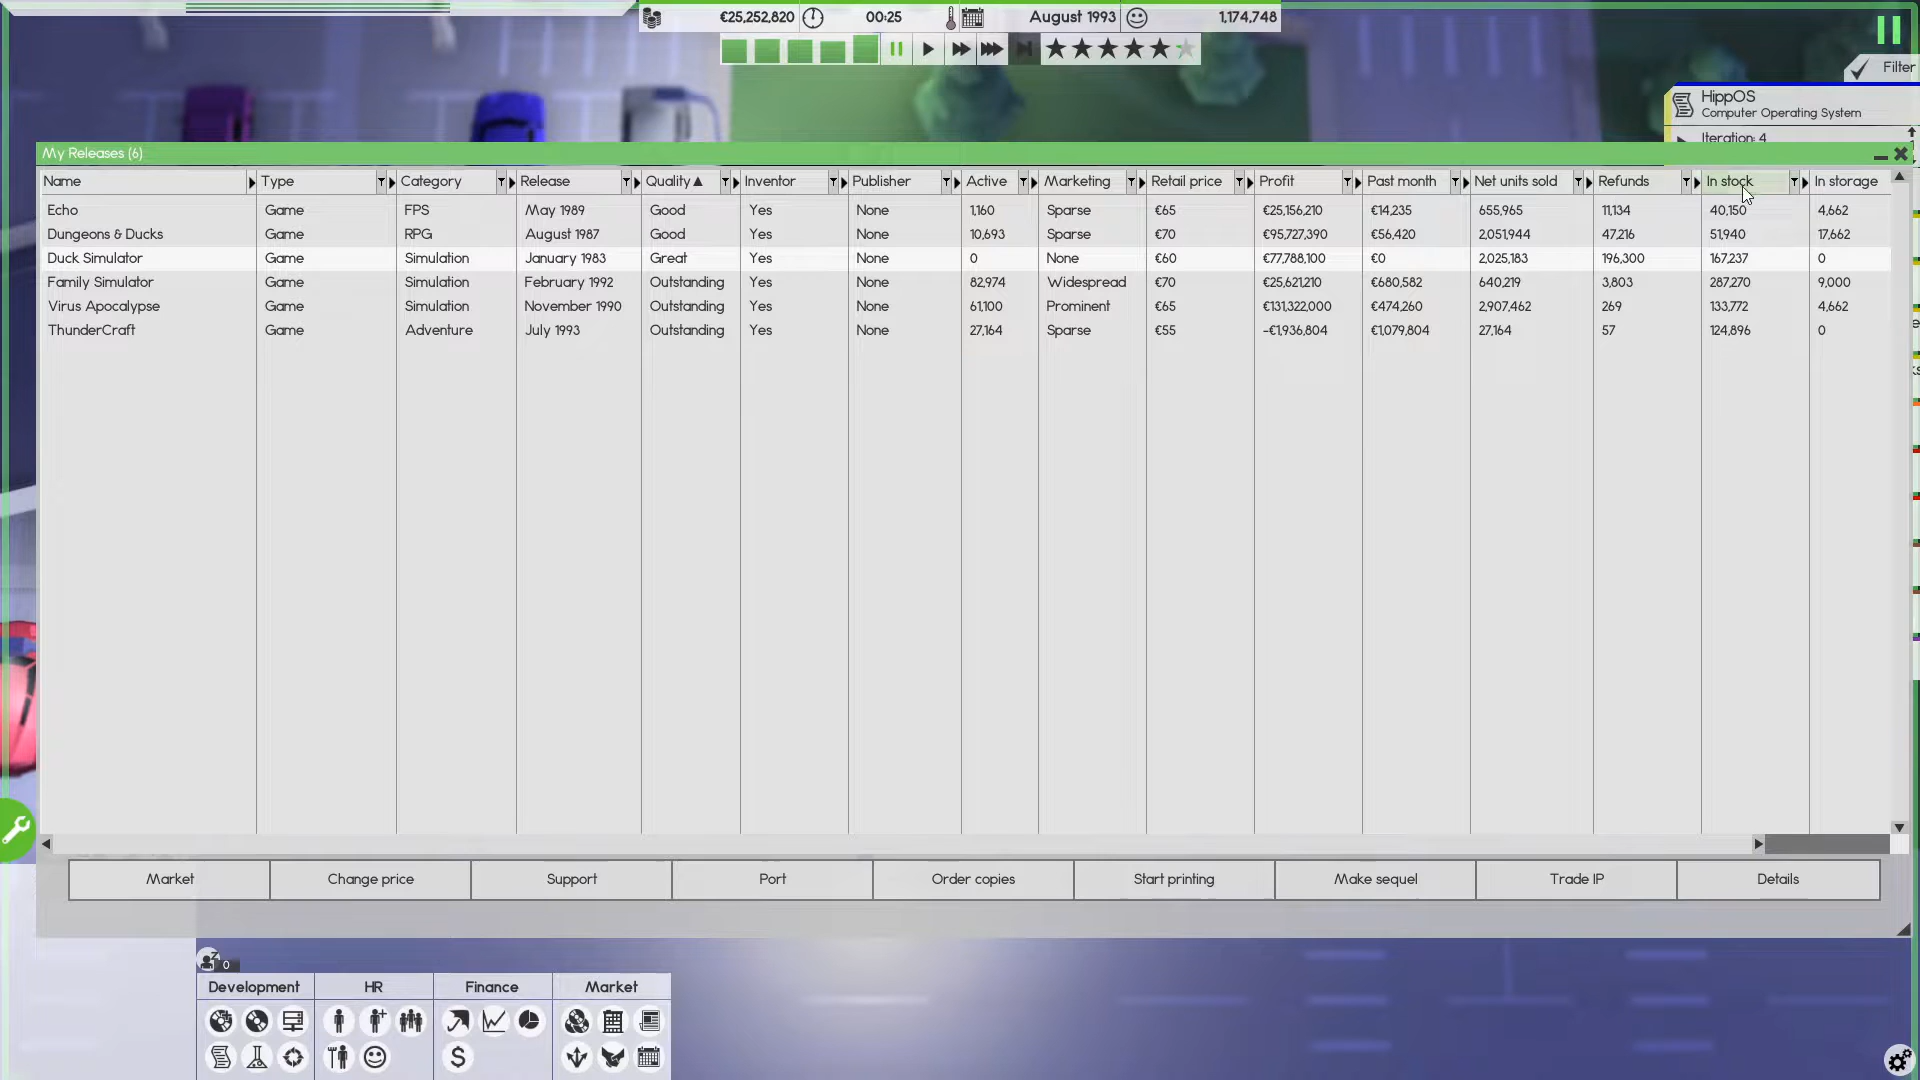 €25,252,820 00:25 August 1993 1,174,748
Filter
HippOS
Computer Operating System
Iteration: 4
My Releases (6)
Name Type Category Release Quality▲ Inventor Publisher Active Marketing Retail price Profit Past month Net units sold Refunds In stock In storage
Echo Game FPS May 1989 Good Yes None 1,160 Sparse €65 €25,156,210 €14,235 655,965 11,134 40,150 4,662
Dungeons & Ducks Game RPG August 1987 Good Yes None 10,693 Sparse €70 €95,727,390 €56,420 2,051,944 47,216 51,940 17,662
Duck Simulator Game Simulation January 1983 Great Yes None 0 None €60 €77,788,100 €0 2,025,183 196,300 167,237 0
Family Simulator Game Simulation February 1992 Outstanding Yes None 82,974 Widespread €70 €25,621,210 €680,582 640,219 3,803 287,270 9,000
Virus Apocalypse Game Simulation November 1990 Outstanding Yes None 61,100 Prominent €65 €131,322,000 €474,260 2,907,462 269 133,772 4,662
ThunderCraft Game Adventure July 1993 Outstanding Yes None 27,164 Sparse €55 -€1,936,804 €1,079,804 27,164 57 124,896 0
Market Change price Support Port Order copies Start printing Make sequel Trade IP Details
0
Development HR Finance Market